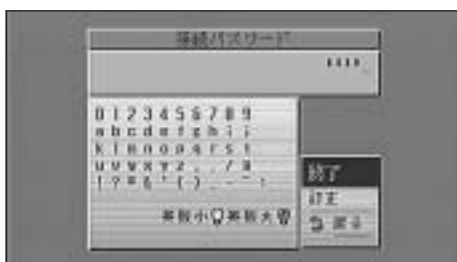 接続パスワード
****_
0 1 2 3 4 5 6 7 8 9
a b c d e f g h i j
k l m n o p q r s t
u v w x y z . , / @
英数小 英数大
終了
訂正
戻る